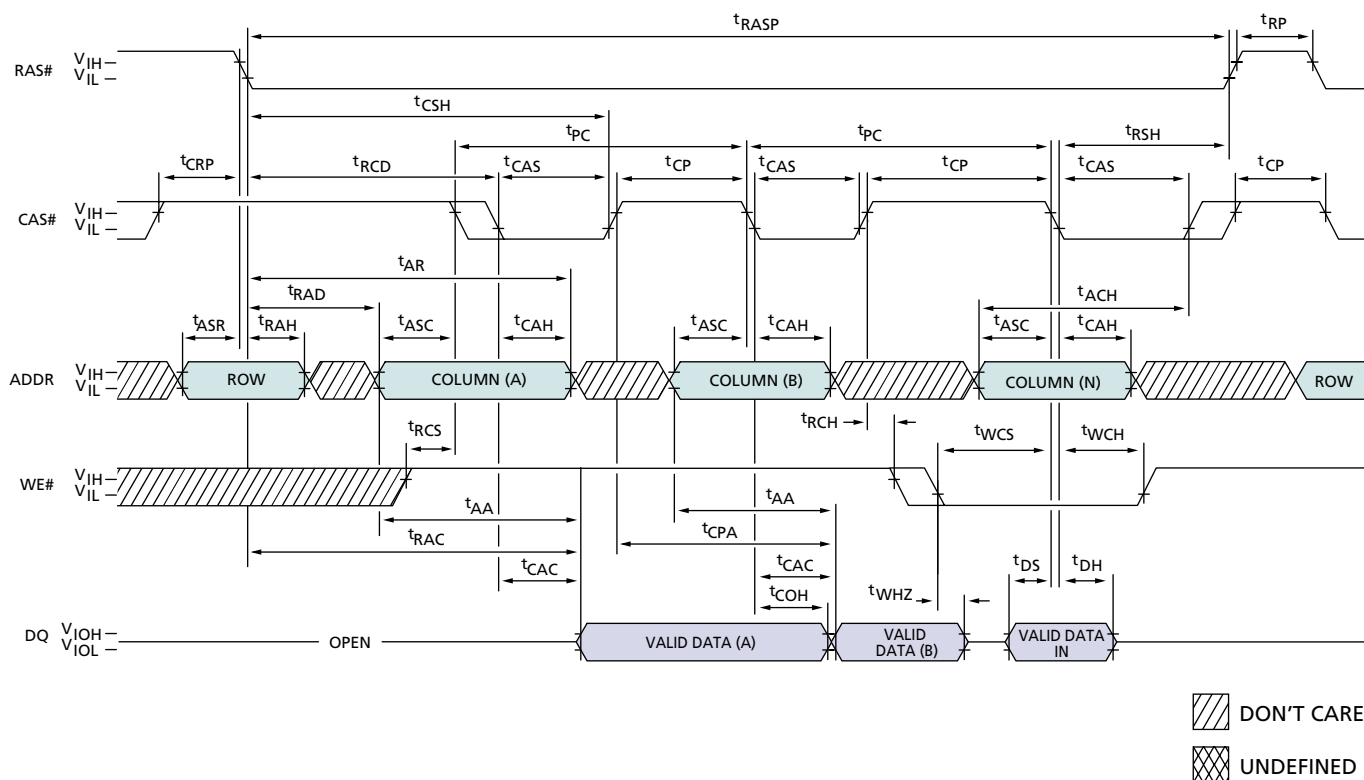 tRASP tRP
RAS# VIH VIL
tCSH
tPC tPC tRSH
tCRP tRCD tCAS tCP tCAS tCP tCAS tCP
CAS# VIH VIL
tAR
tRAD tACH
tASR tRAH tASC tCAH tASC tCAH tASC tCAH
ADDR VIH VIL ROW COLUMN (A) COLUMN (B) COLUMN (N) ROW
tRCS tRCH tWCS tWCH
WE# VIH VIL
tAA tAA
tRAC tCPA
tCAC tCAC tDS tDH
tCOH tWHZ
DQ VIOH VIOL OPEN VALID DATA (A) VALID DATA (B) VALID DATA IN
DON'T CARE
UNDEFINED